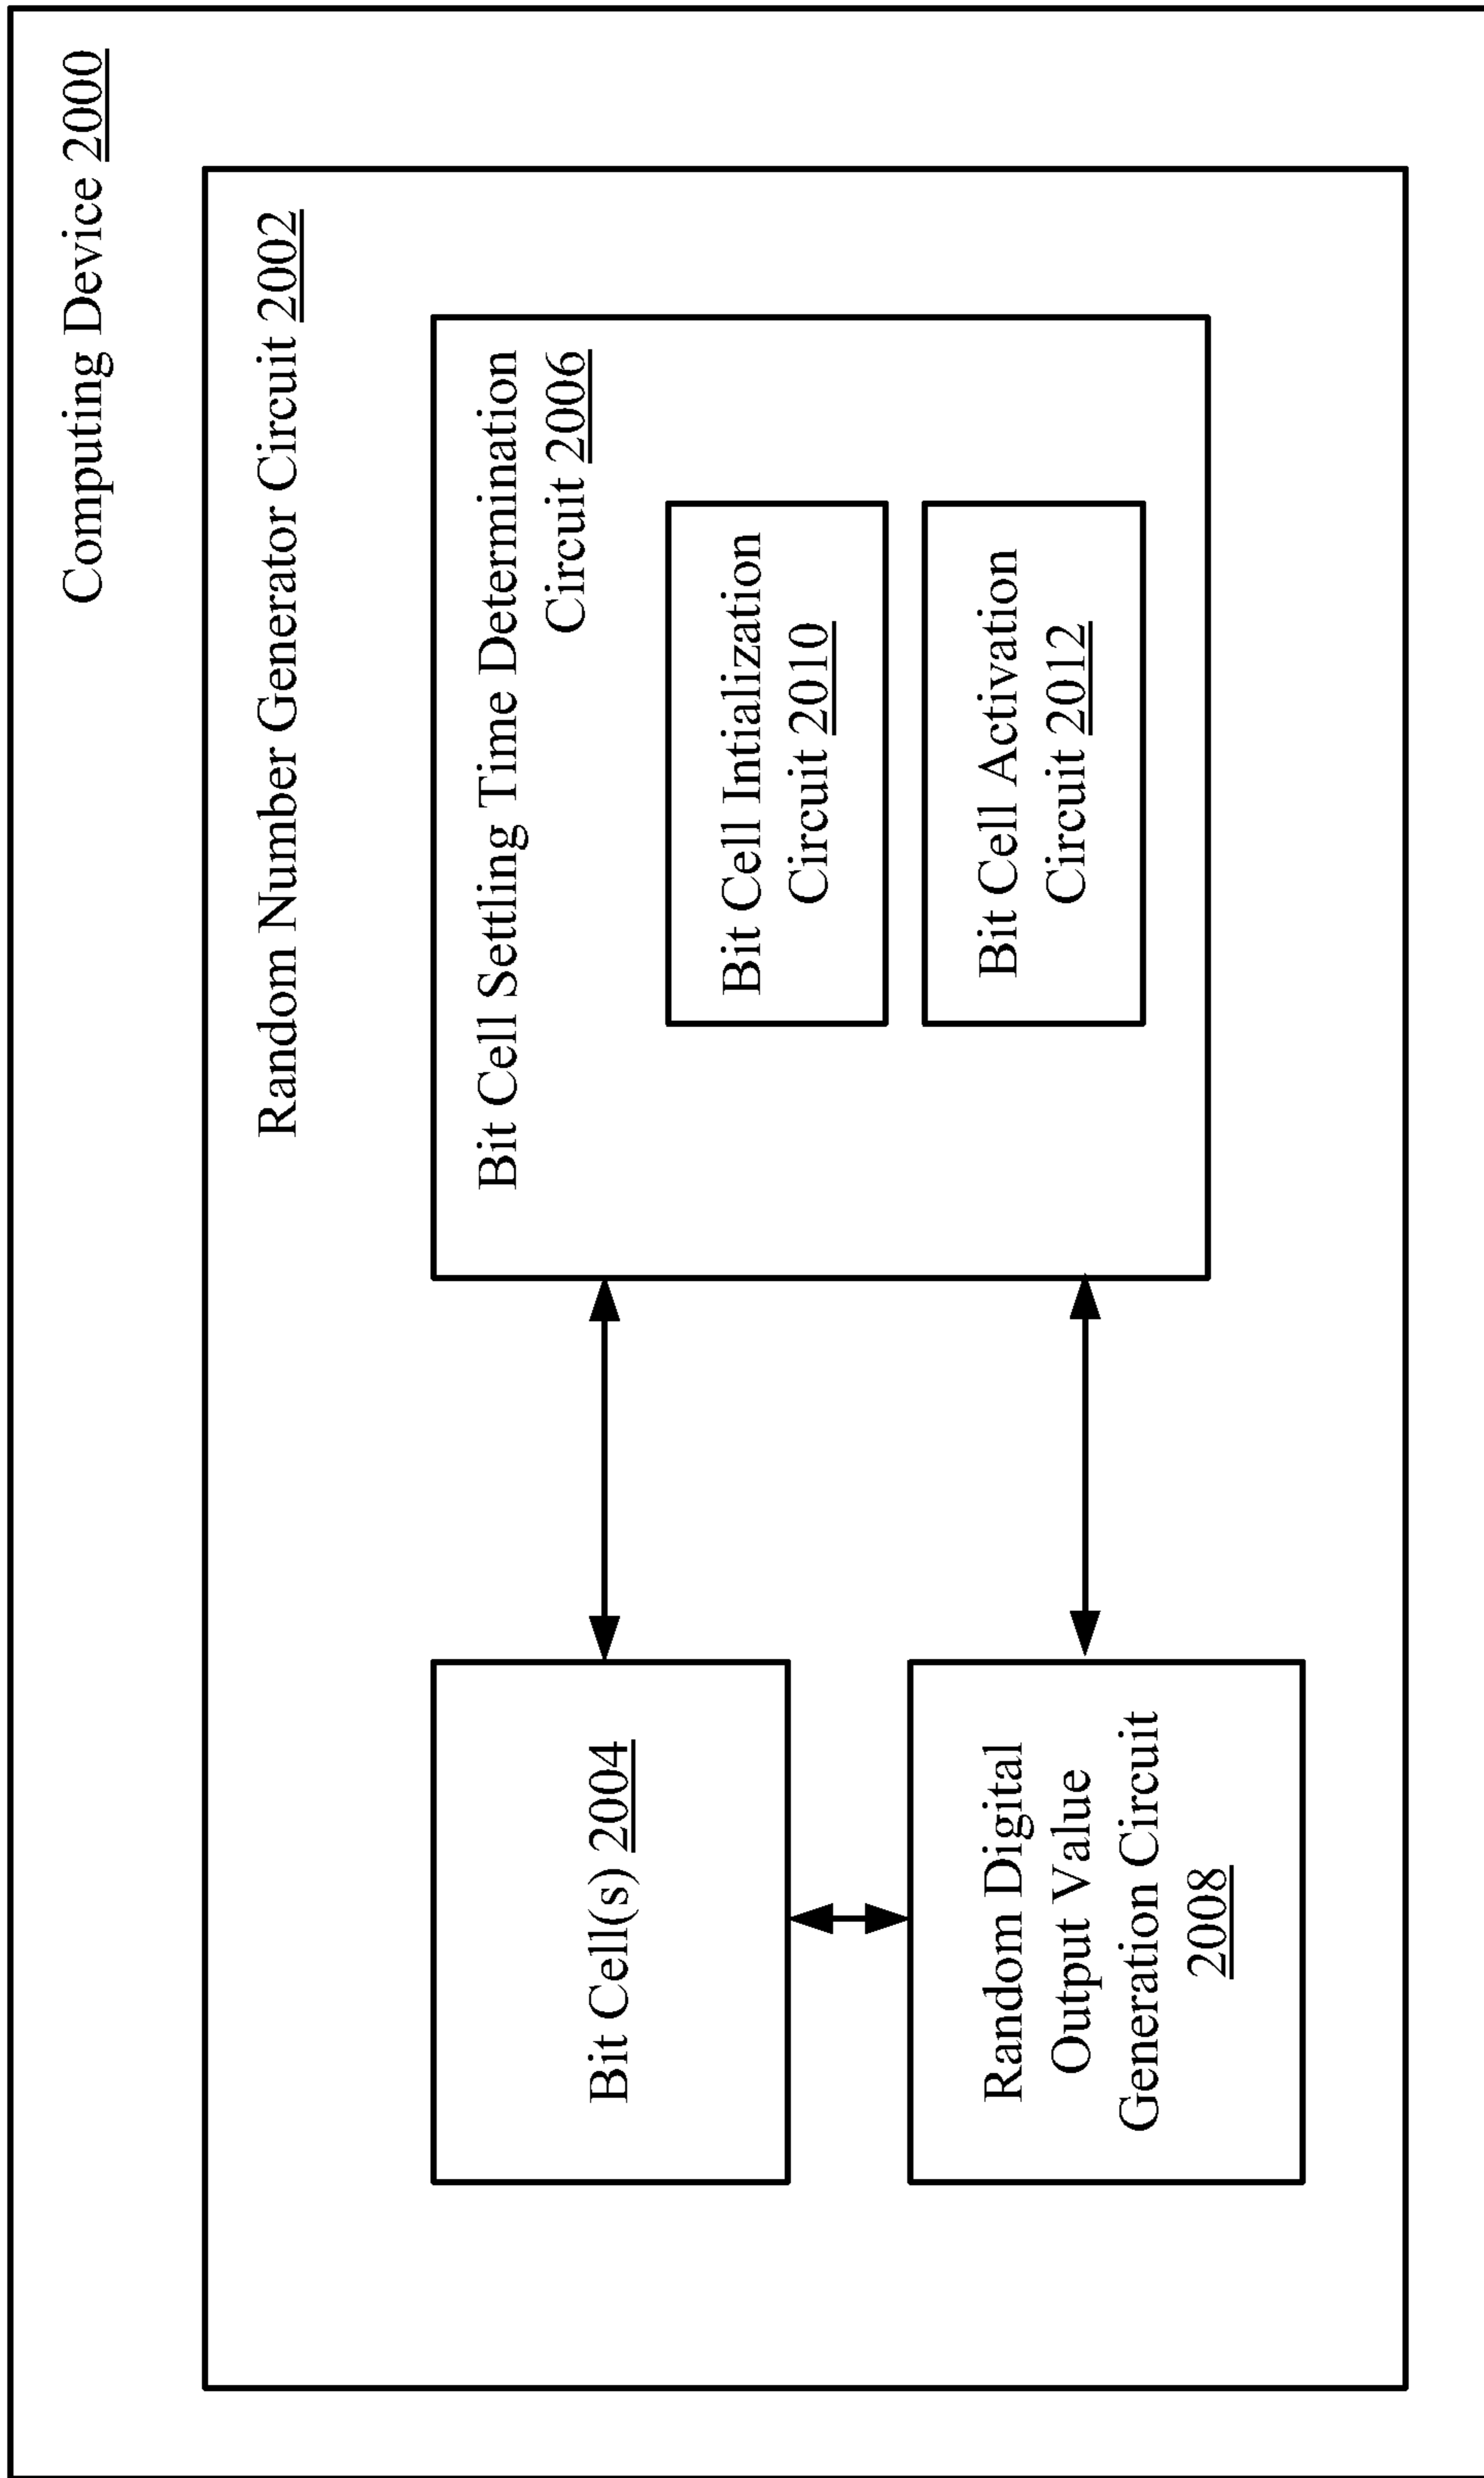 Computing Device 2000
Random Number Generator Circuit 2002
Bit Cell(s) 2004
Bit Cell Settling Time Determination
Circuit 2006
Bit Cell Intialization
Circuit 2010
Bit Cell Activation
Circuit 2012
Random Digital
Output Value
Generation Circuit
2008